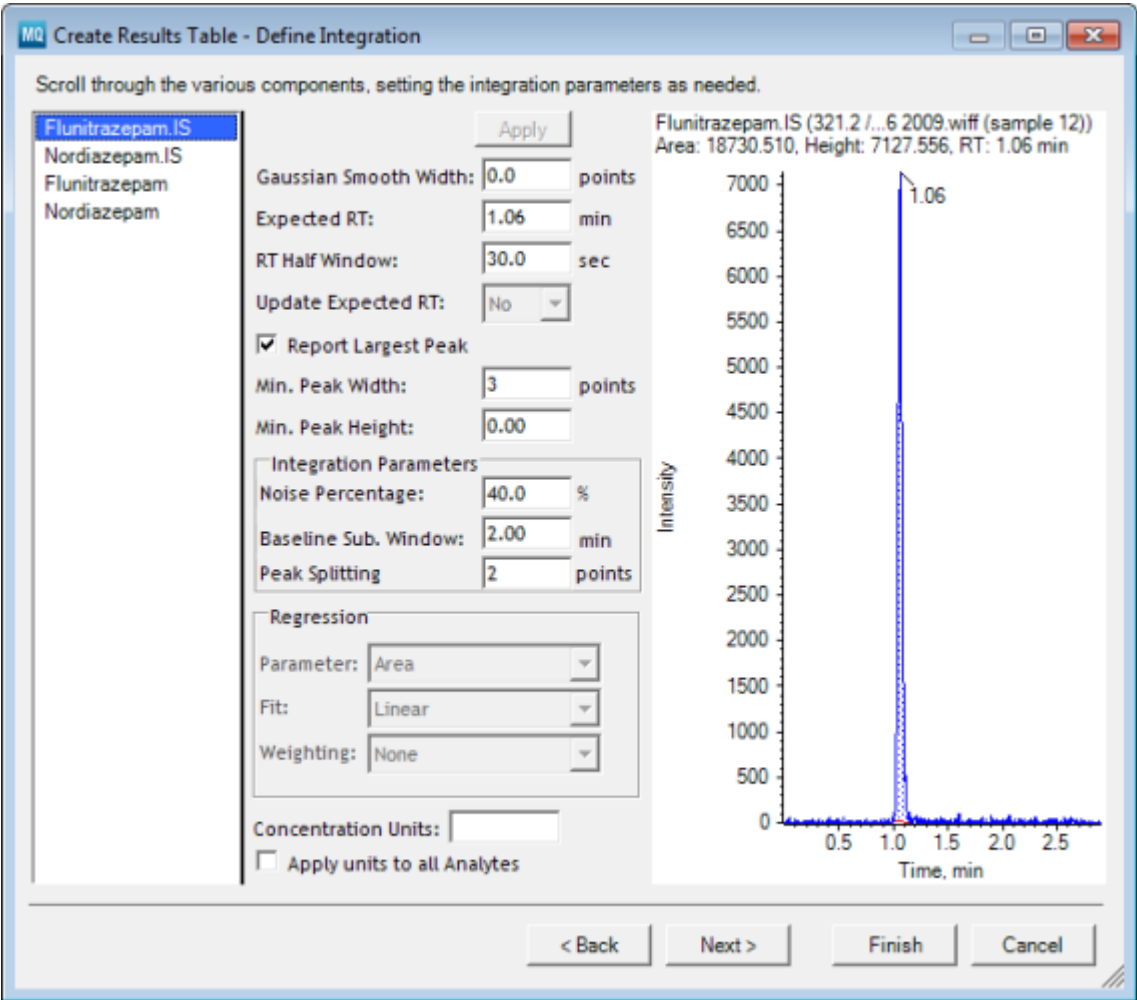 MQ Create Results Table - Define Integration
Scroll through the various components, setting the integration parameters as needed.
Flunitrazepam.IS
Nordiazepam.IS
Flunitrazepam
Nordiazepam
Apply
Gaussian Smooth Width: 0.0 points
Expected RT: 1.06 min
RT Half Window: 30.0 sec
Update Expected RT: No
Report Largest Peak
Min. Peak Width: 3 points
Min. Peak Height: 0.00
Integration Parameters
Noise Percentage: 40.0 %
Baseline Sub. Window: 2.00 min
Peak Splitting 2 points
Regression
Parameter: Area
Fit: Linear
Weighting: None
Concentration Units:
Apply units to all Analytes
Flunitrazepam.IS (321.2 /...6 2009.wiff (sample 12))
Area: 18730.510, Height: 7127.556, RT: 1.06 min
1.06
7000
6500
6000
5500
5000
4500
4000
3500
3000
2500
2000
1500
1000
500
0
Intensity
0.5 1.0 1.5 2.0 2.5
Time, min
< Back Next > Finish Cancel